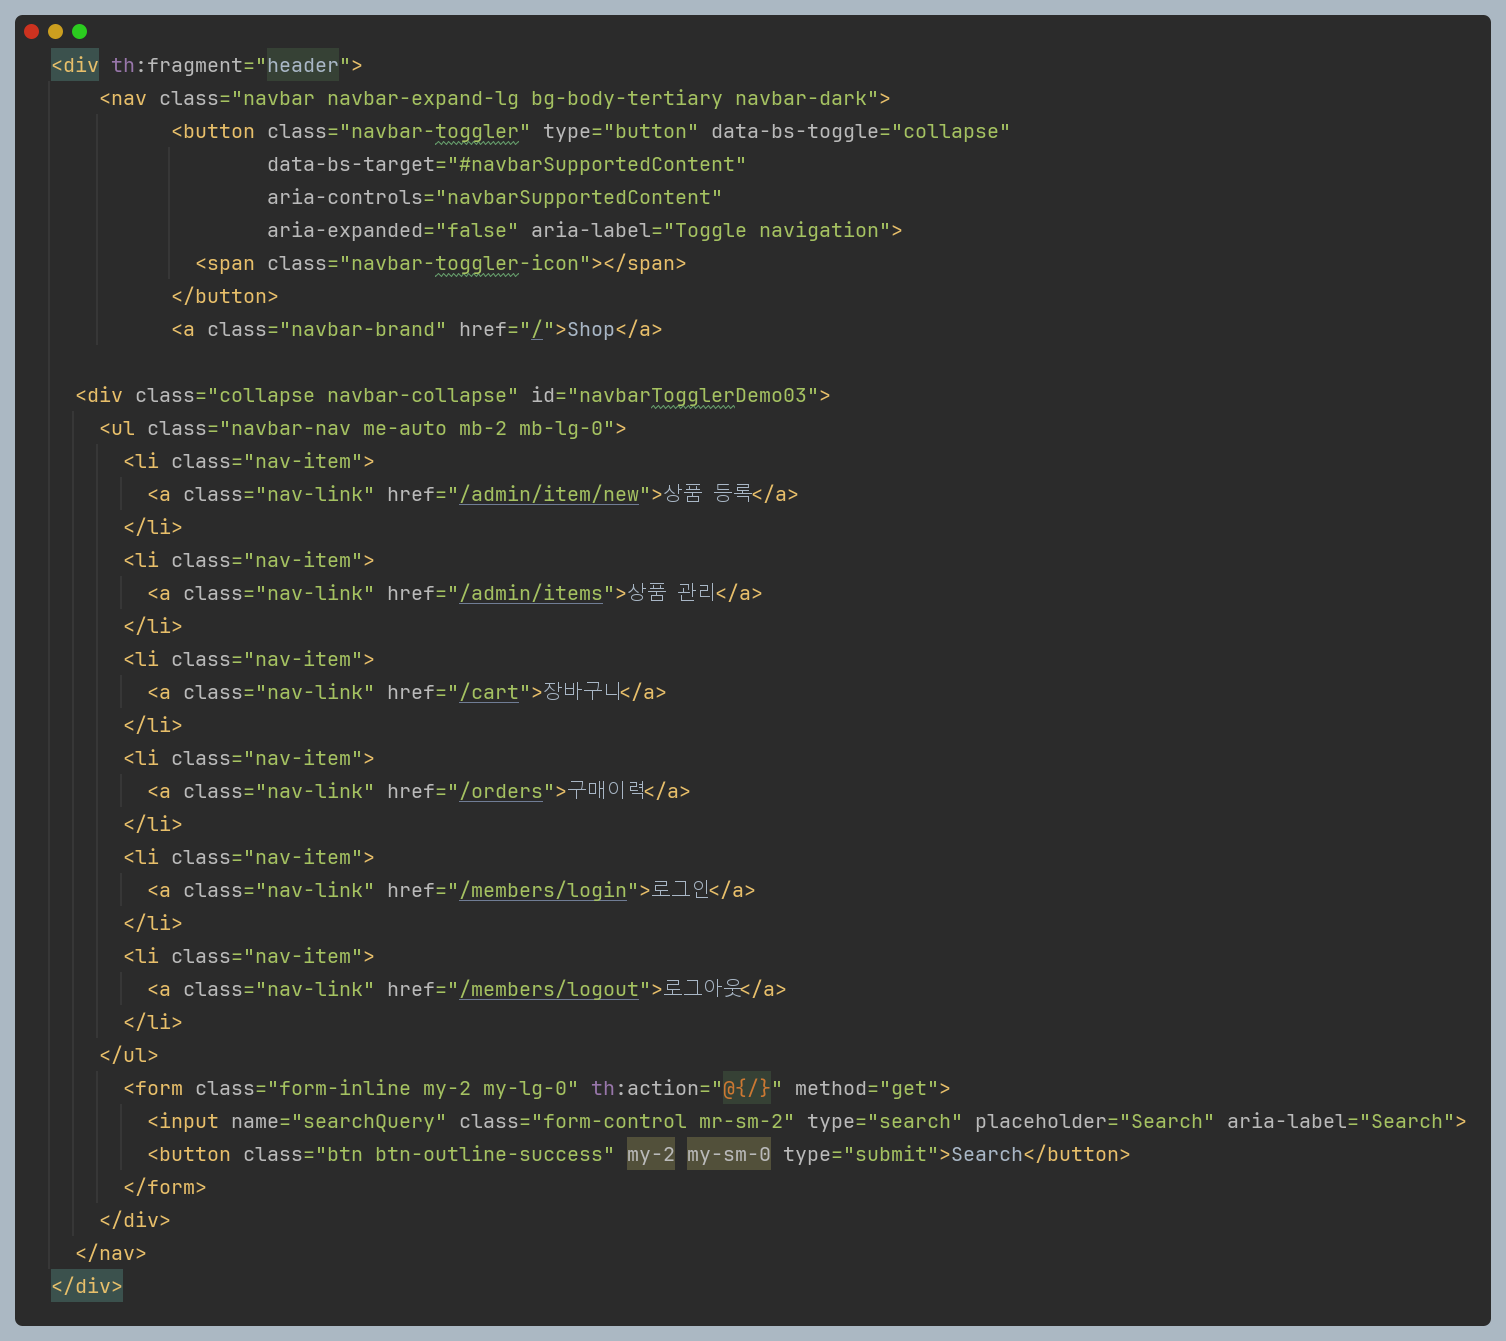 <div th:fragment="header">
<nav class="navbar navbar-expand-lg bg-body-tertiary navbar-dark">
<button class="navbar-toggler" type="button" data-bs-toggle="collapse"
data-bs-target="#navbarSupportedContent"
aria-controls="navbarSupportedContent"
aria-expanded="false" aria-label="Toggle navigation">
<span class="navbar-toggler-icon"></span>
</button>
<a class="navbar-brand" href="/">Shop</a>
<div class="collapse navbar-collapse" id="navbarTogglerDemo03">
<ul class="navbar-nav me-auto mb-2 mb-lg-0">
<li class="nav-item">
<a class="nav-link" href="/admin/item/new">상품 등록</a>
</li>
<li class="nav-item">
<a class="nav-link" href="/admin/items">상품 관리</a>
</li>
<li class="nav-item">
<a class="nav-link" href="/cart">장바구니</a>
</li>
<li class="nav-item">
<a class="nav-link" href="/orders">구매이력</a>
</li>
<li class="nav-item">
<a class="nav-link" href="/members/login">로그인</a>
</li>
<li class="nav-item">
<a class="nav-link" href="/members/logout">로그아웃</a>
</li>
</ul>
<form class="form-inline my-2 my-lg-0" th:action="@{/}" method="get">
<input name="searchQuery" class="form-control mr-sm-2" type="search" placeholder="Search" aria-label="Search">
<button class="btn btn-outline-success" my-2 my-sm-0 type="submit">Search</button>
</form>
</div>
</nav>
</div>